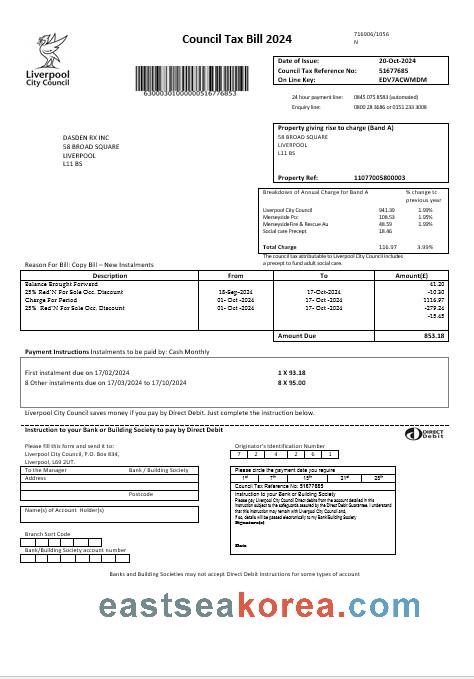 Council Tax Bill 2024
716906/1056
N
Liverpool
City Council
Date of Issue: 20-Oct-2024
Council Tax Reference No: 51677685
On Line Key: EDV7ACWMDM
24 hour payment line: 0845 075 8583 (automated)
Enquiry line: 0800 28 3686 or 0151 233 3008
DASDEN RX INC
58 BROAD SQUARE
LIVERPOOL
L11 BS
Property giving rise to charge (Band A)
58 BROAD SQUARE
LIVERPOOL
L11 BS
Property Ref: 11077005800003
Breakdown of Annual Charge for Band A % change to
previous year
Liverpool City Council 941.39 1.99%
Merseyside Pcc 108.53 1.95%
Merseyside Fire & Rescue Au 48.59 1.99%
Social care Precept 18.46
Total Charge 116.97 3.99%
The council tax attributable to Liverpool City Council includes
a precept to fund adult social care.
Reason For Bill: Copy Bill – New Instalments
Description From To Amount(£)
Balance Brought Forward 41.20
25% Red'N For Sole Occ. Discount 18-Sep-2024 17-Oct-2024 -10.30
Charge For Period 01- Oct -2024 17- Oct -2024 1116.97
25% Red'N For Sole Occ. Discount 01- Oct -2024 17- Oct -2024 -279.24
-15.45
Amount Due 853.18
Payment Instructions Instalments to be paid by: Cash Monthly
First instalment due on 17/02/2024 1 X 93.18
8 Other instalments due on 17/03/2024 to 17/10/2024 8 X 95.00
Liverpool City Council saves money if you pay by Direct Debit. Just complete the instruction below.
Instruction to your Bank or Building Society to pay by Direct Debit
DIRECT
Debit
Please fill this form and send it to:
Liverpool City Council, P.O. Box 834,
Liverpool, L69 2UT.
Originator's Identification Number
7 2 4 2 6 1
To the Manager Bank / Building Society
Address
Postcode
Name(s) of Account Holder(s)
Branch Sort Code
Bank/Building Society account number
Please circle the payment date you require
1st 7th 15th 21st 28th
Council Tax Reference No: 51677685
Instruction to your Bank or Building Society
Please pay Liverpool City Council Direct debits from the account detailed in this
instruction subject to the safeguards assured by the Direct Debit Guarantee. I understand
that this instruction may remain with Liverpool City Council and,
if so, details will be passed electronically to my Bank/Building Society
Signature(s)
Date
Banks and Building Societies may not accept Direct Debit Instructions for some types of account
eastseakorea.com